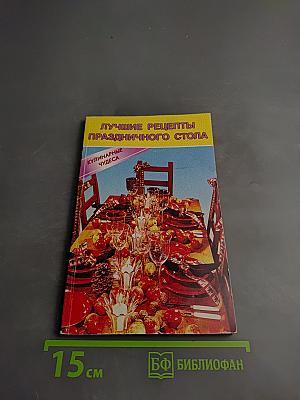 ЛУЧШИЕ РЕЦЕПТЫ
ПРАЗДНИЧНОГО СТОЛА
КУЛИНАРНЫЕ
ЧУДЕСА
15 см
БФ БИБЛИОФАН